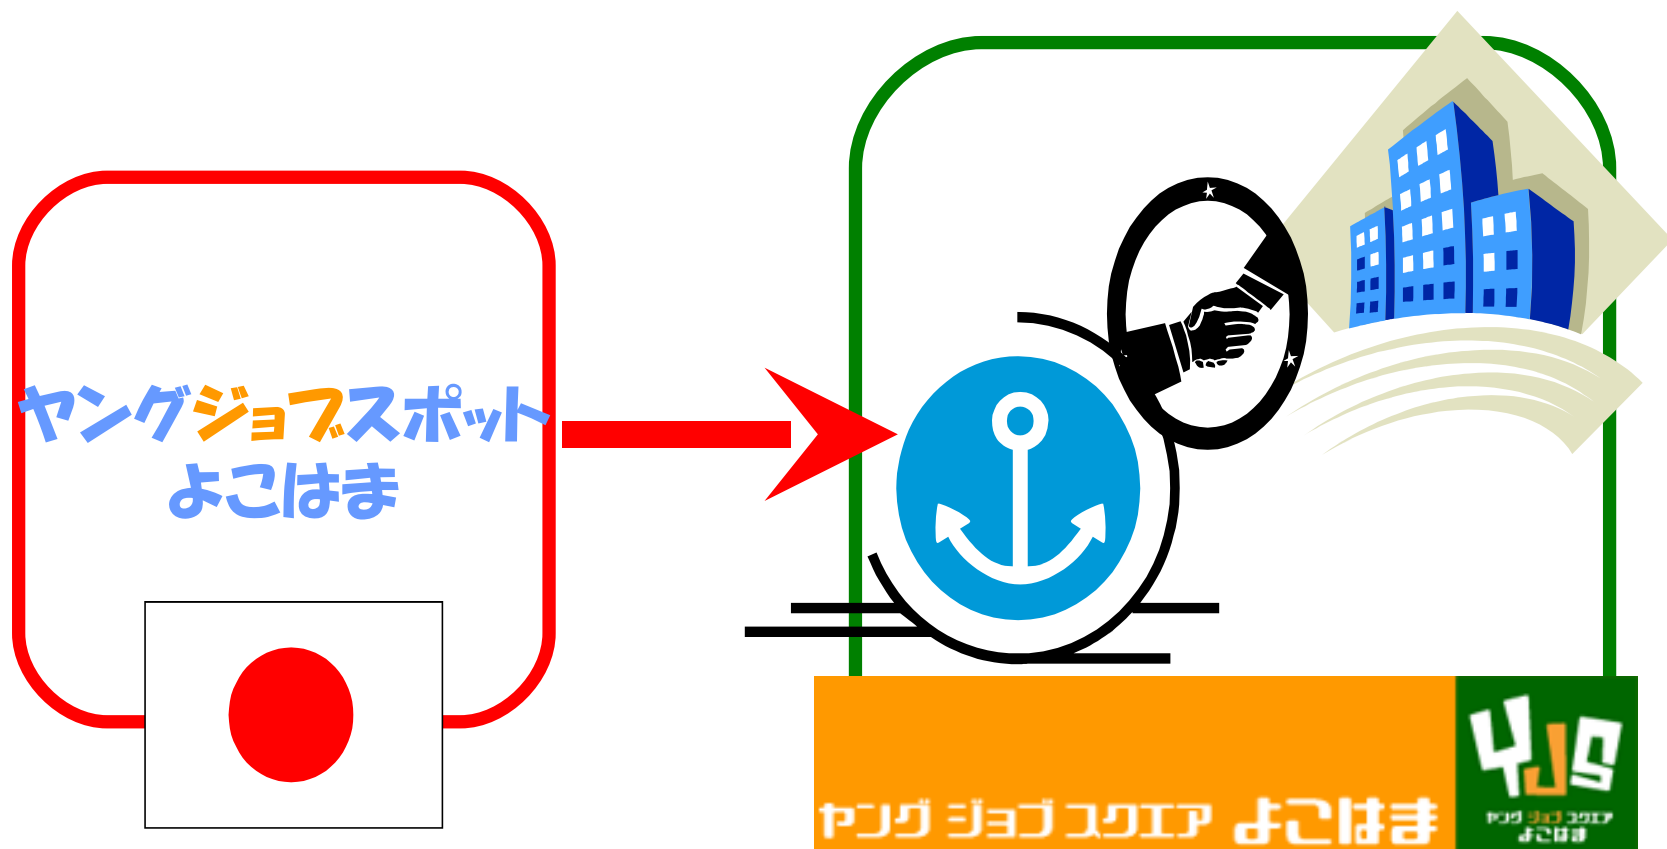 ヤングジョブスポット
よこはま
ヤング ジョブ スクエア よこはま
YJS
ヤング ジョブ スクエア
よこはま